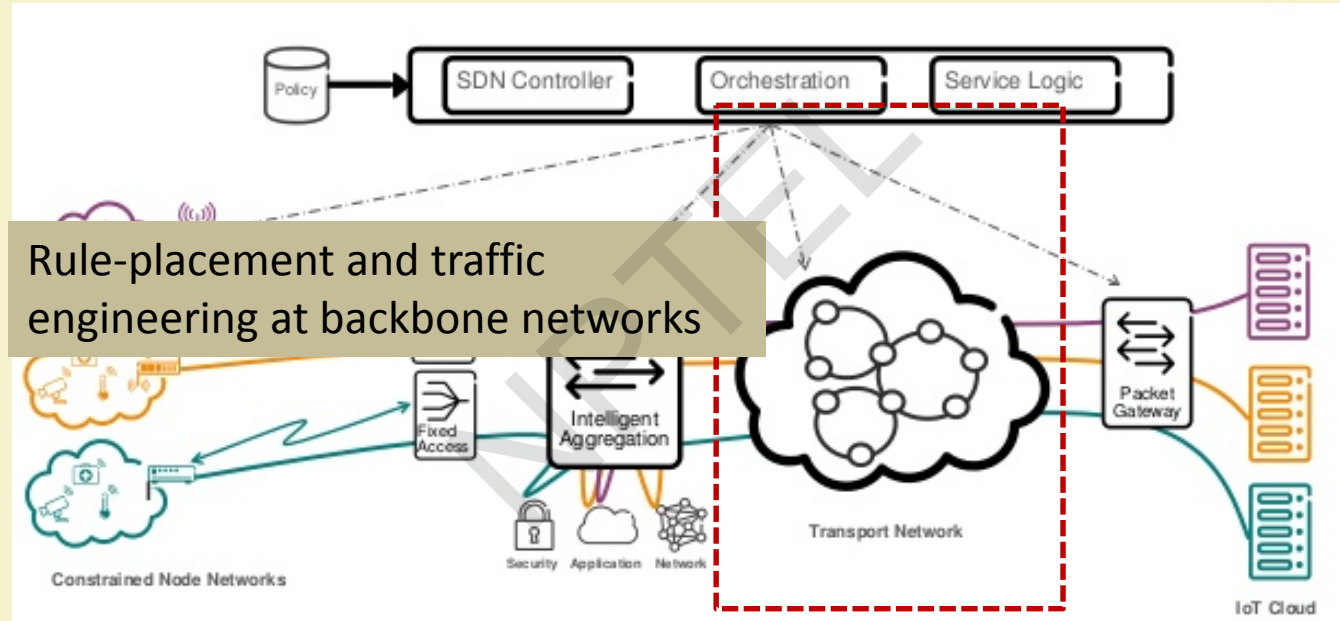 Policy
SDN Controller
Orchestration
Service Logic
Rule-placement and traffic
engineering at backbone networks
Fixed
Access
Intelligent
Aggregation
Packet
Gateway
Security
Application
Network
Transport Network
Constrained Node Networks
IoT Cloud
NPTEL